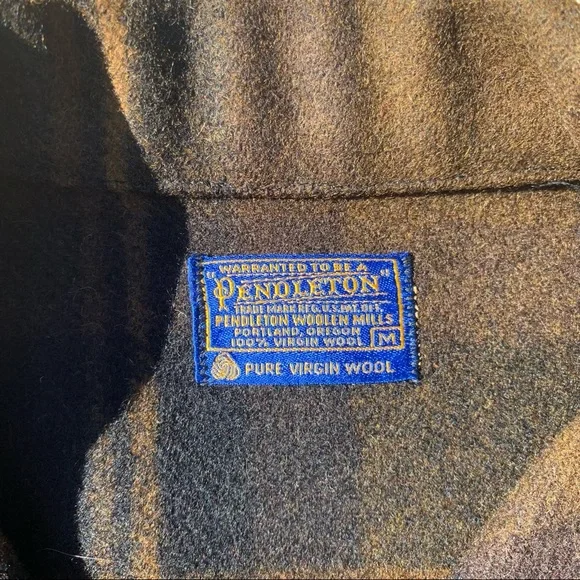 WARRANTED TO BE A
"PENDLETON"
TRADE MARK REG. U.S. PAT. OFF.
PENDLETON WOOLEN MILLS
PORTLAND, OREGON
100% VIRGIN WOOL M
PURE VIRGIN WOOL